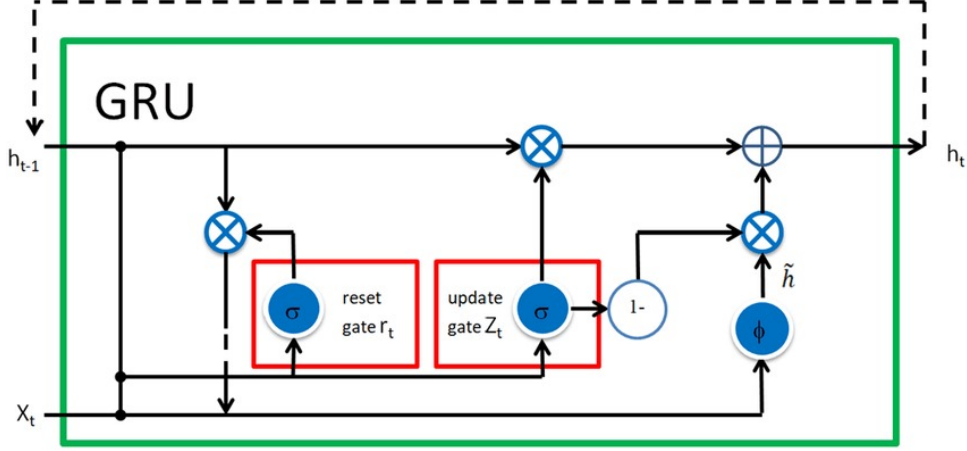 GRU
h_{t-1}
h_t
h̃
reset
gate r_t
update
gate Z_t
σ
σ
1-
ϕ
X_t